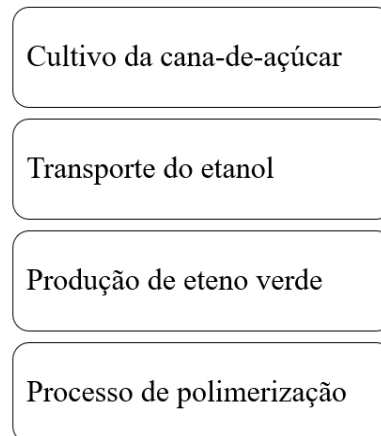 Cultivo da cana-de-açúcar
Transporte do etanol
Produção de eteno verde
Processo de polimerização